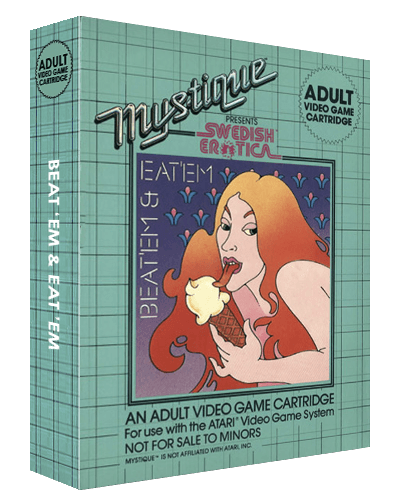 ADULT
VIDEO GAME
CARTRIDGE
BEAT 'EM & EAT 'EM
Mystique
PRESENTS
SWEDISH
EROTICA
ADULT
VIDEO GAME
CARTRIDGE
BEAT'EM &
EAT'EM
AN ADULT VIDEO GAME CARTRIDGE
For use with the ATARI® Video Game System
NOT FOR SALE TO MINORS
MYSTIQUE™ IS NOT AFFILIATED WITH ATARI, INC.